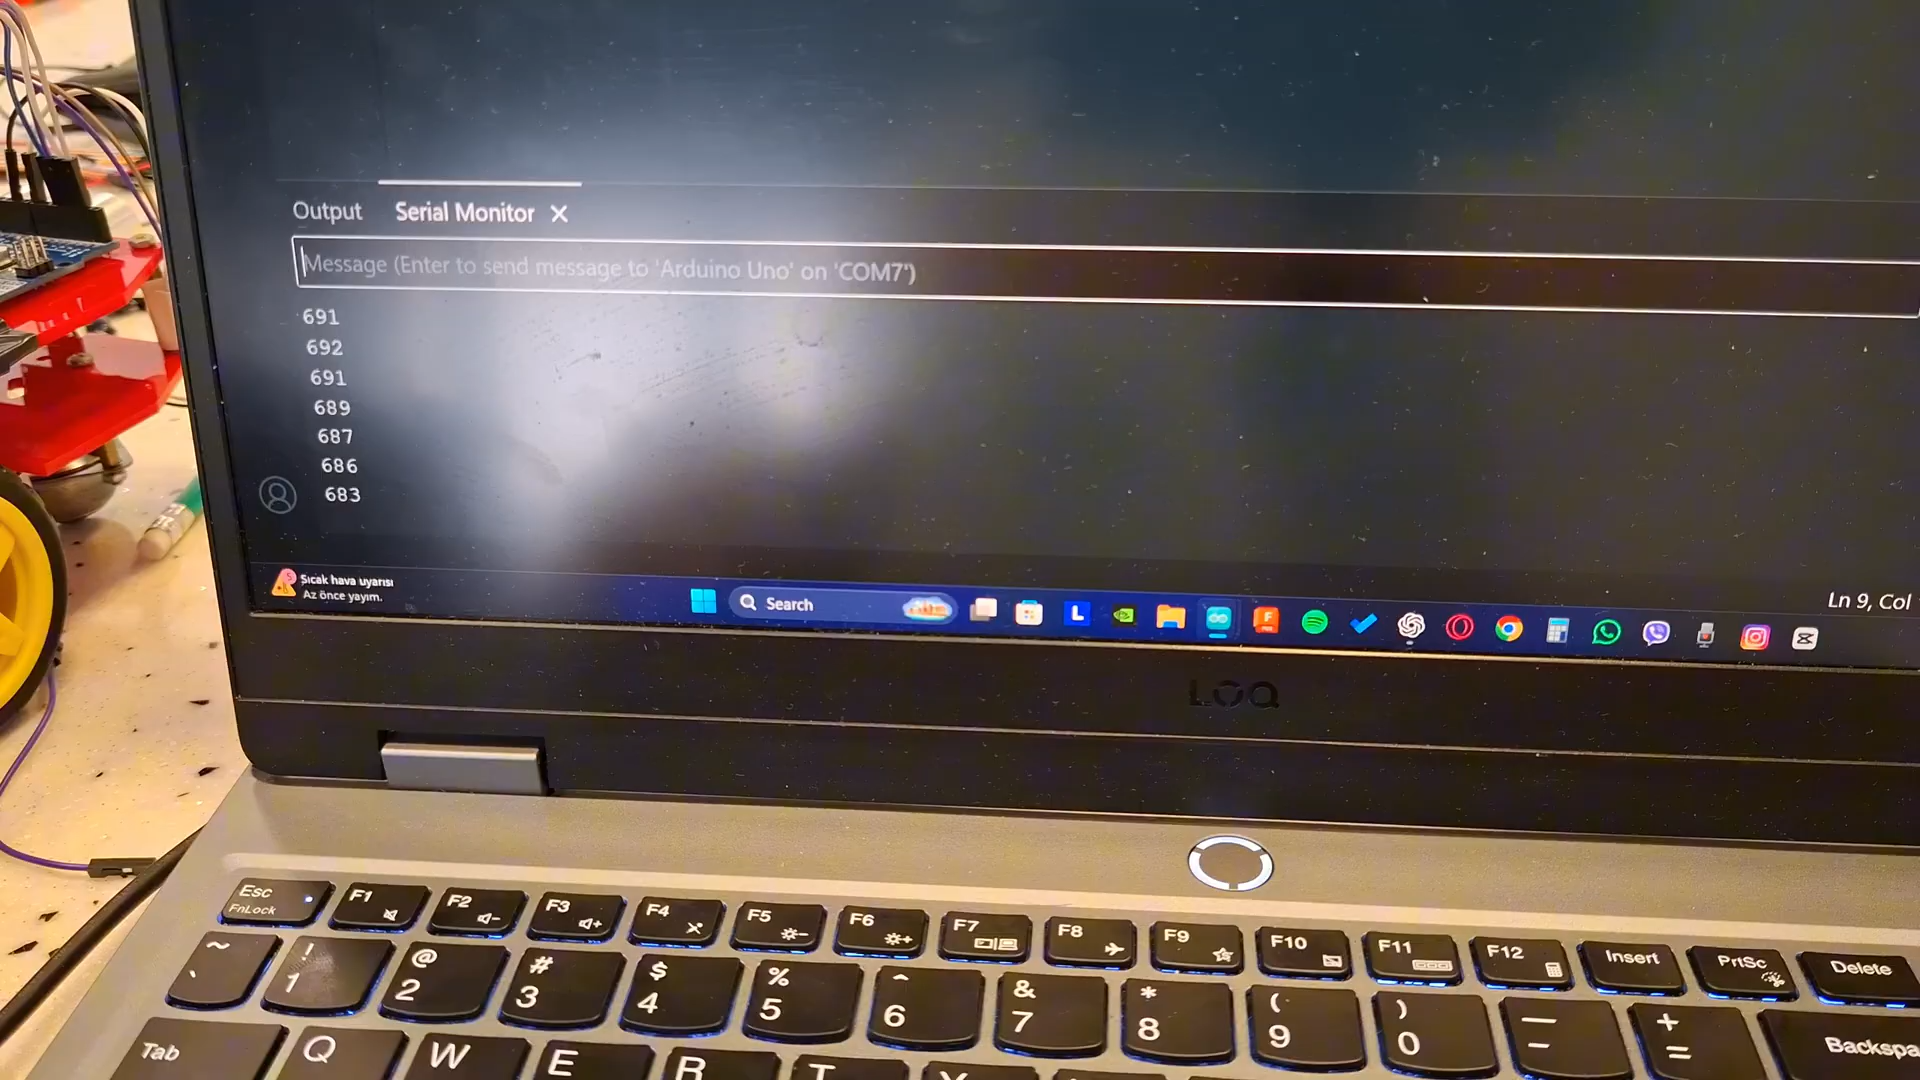 Output Serial Monitor
Message (Enter to send message to 'Arduino Uno' on 'COM7')
691
692
691
689
687
686
683
Sıcak hava uyarısı
Az önce yayım.
Search
Ln 9, Col
LOQ
Esc F1 F2 F3 F4 F5 F6 F7 F8 F9 F10 F11 F12 Insert PrtSc Delete
FnLock
~ ! @ # $ % ^ & * ( ) — +
` 1 2 3 4 5 6 7 8 9 0 - = Backspa
Tab Q W E R T Y